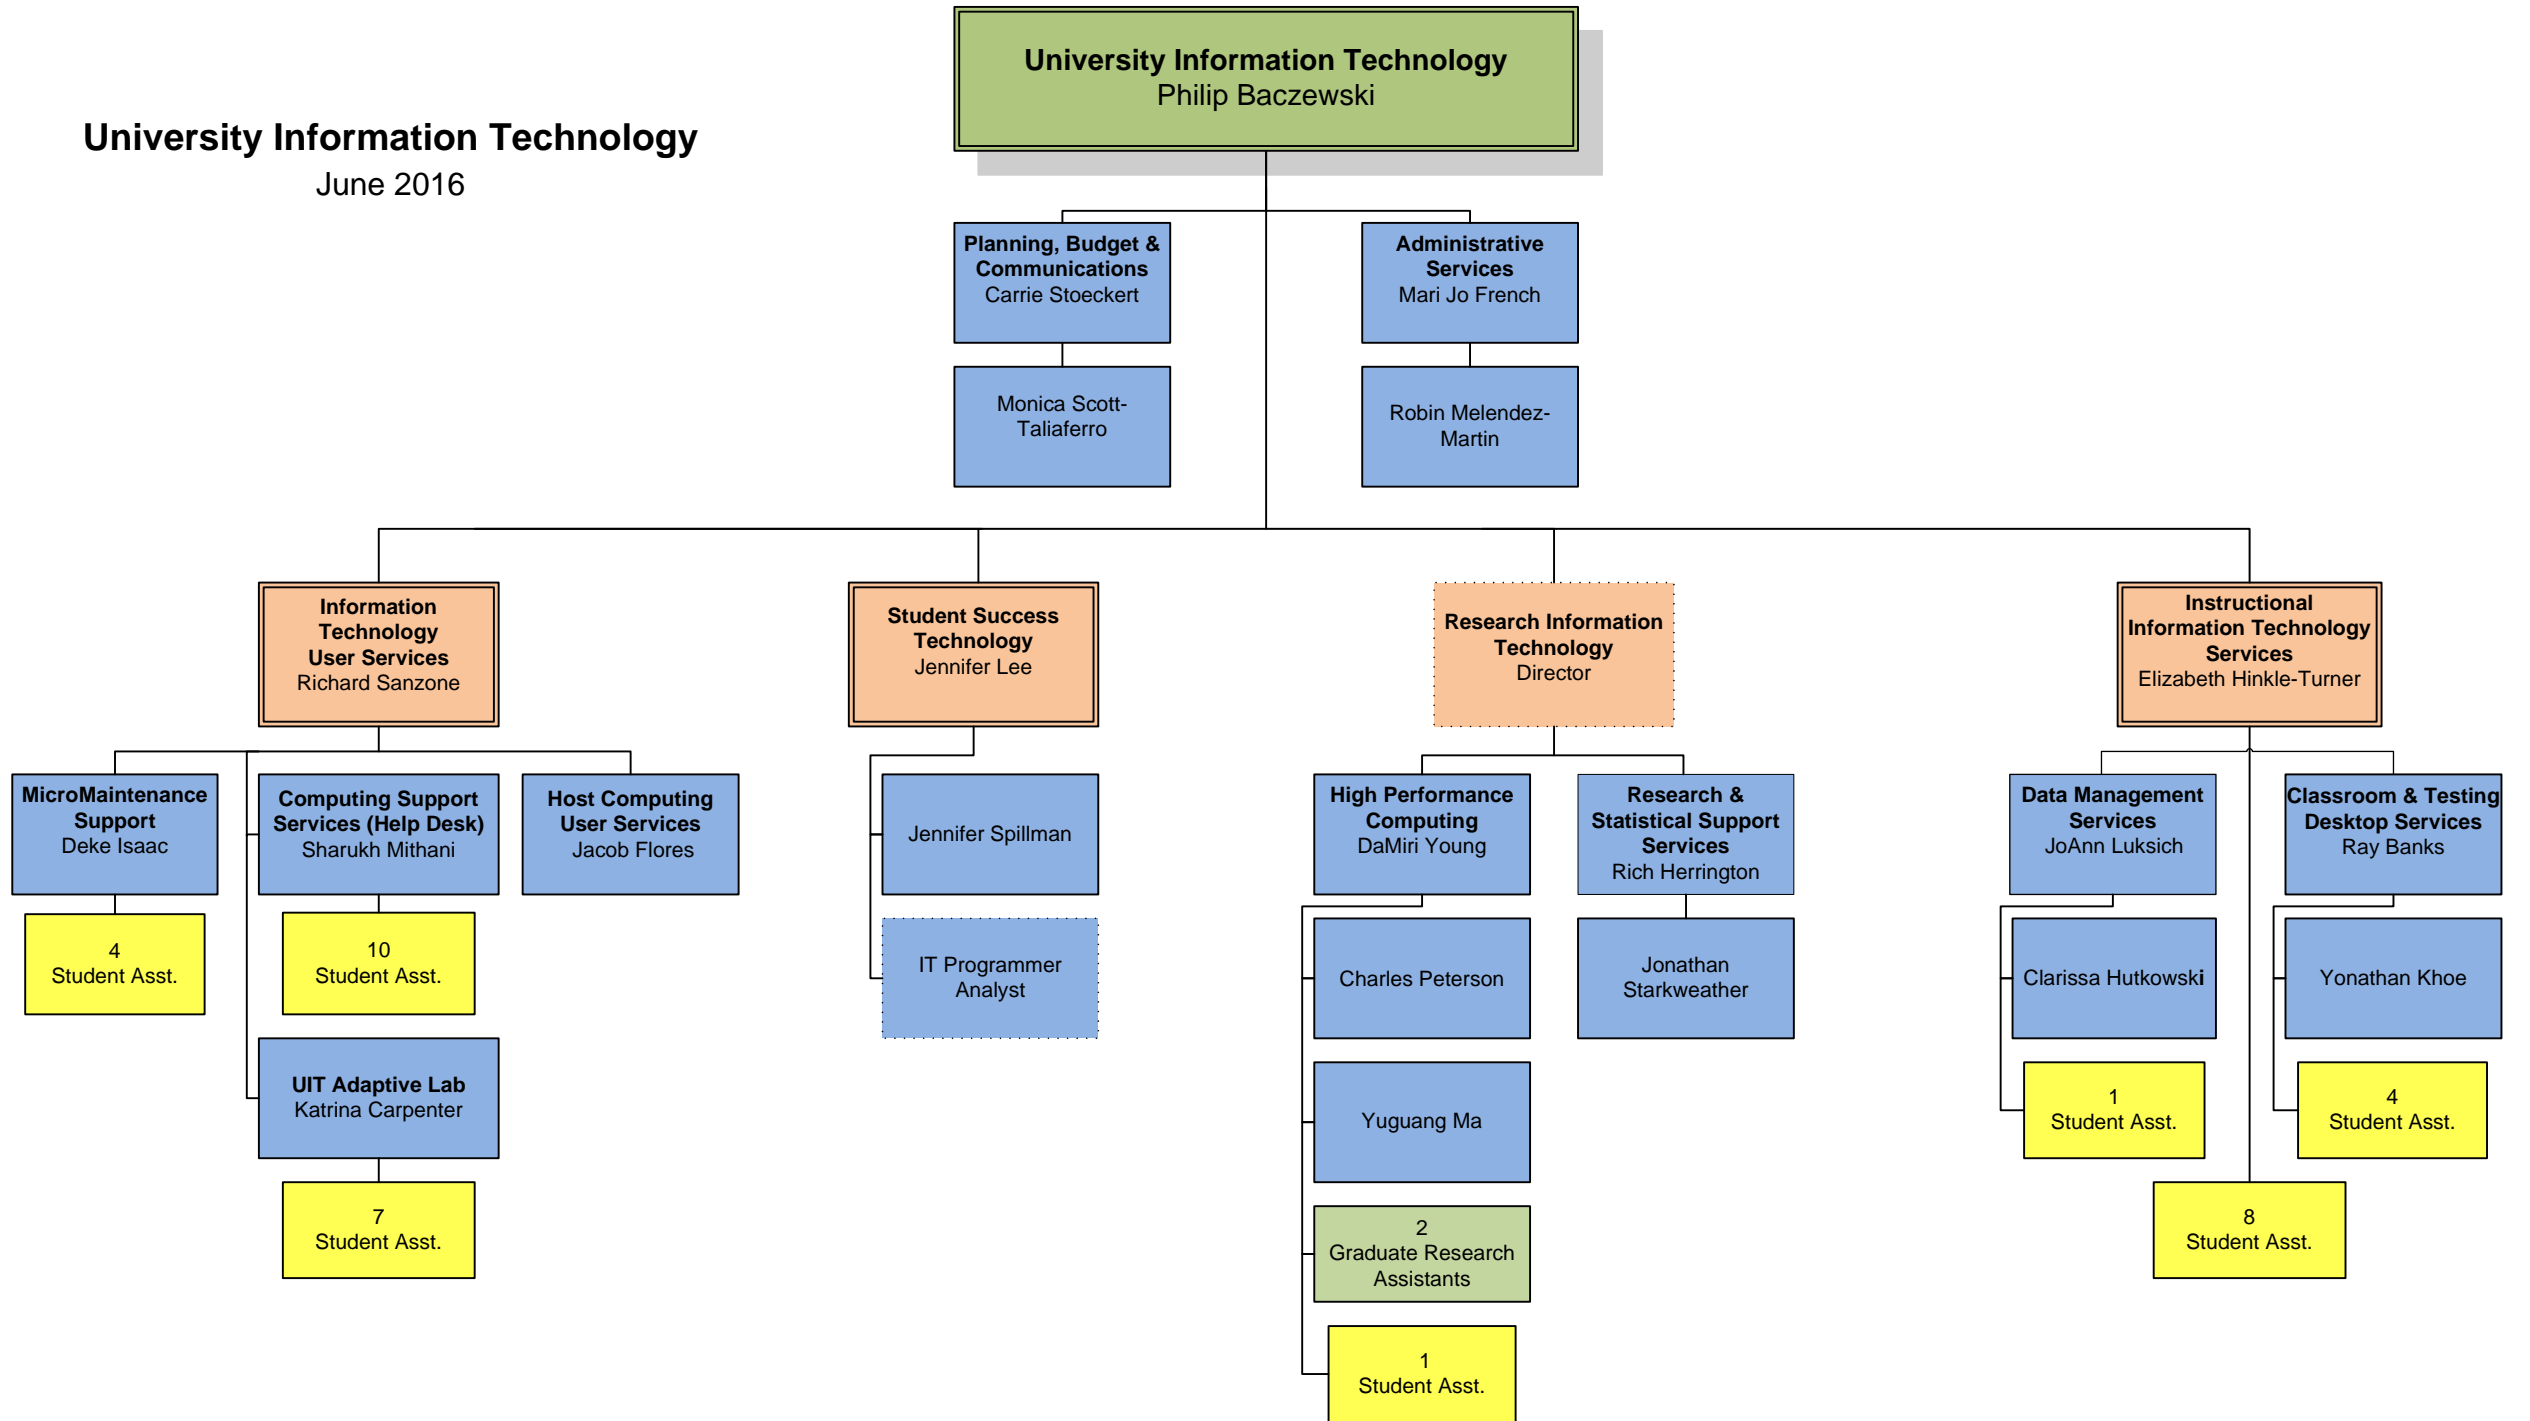 University Information Technology
June 2016
University Information Technology
Philip Baczewski
Planning, Budget &
Communications
Carrie Stoeckert
Administrative
Services
Mari Jo French
Monica Scott-
Taliaferro
Robin Melendez-
Martin
Information
Technology
User Services
Richard Sanzone
Student Success
Technology
Jennifer Lee
Research Information
Technology
Director
Instructional
Information Technology
Services
Elizabeth Hinkle-Turner
MicroMaintenance
Support
Deke Isaac
Computing Support
Services (Help Desk)
Sharukh Mithani
Host Computing
User Services
Jacob Flores
Jennifer Spillman
High Performance
Computing
DaMiri Young
Research &
Statistical Support
Services
Rich Herrington
Data Management
Services
JoAnn Luksich
Classroom & Testing
Desktop Services
Ray Banks
4
Student Asst.
10
Student Asst.
IT Programmer
Analyst
Charles Peterson
Jonathan
Starkweather
Clarissa Hutkowski
Yonathan Khoe
UIT Adaptive Lab
Katrina Carpenter
Yuguang Ma
1
Student Asst.
4
Student Asst.
7
Student Asst.
2
Graduate Research
Assistants
8
Student Asst.
1
Student Asst.